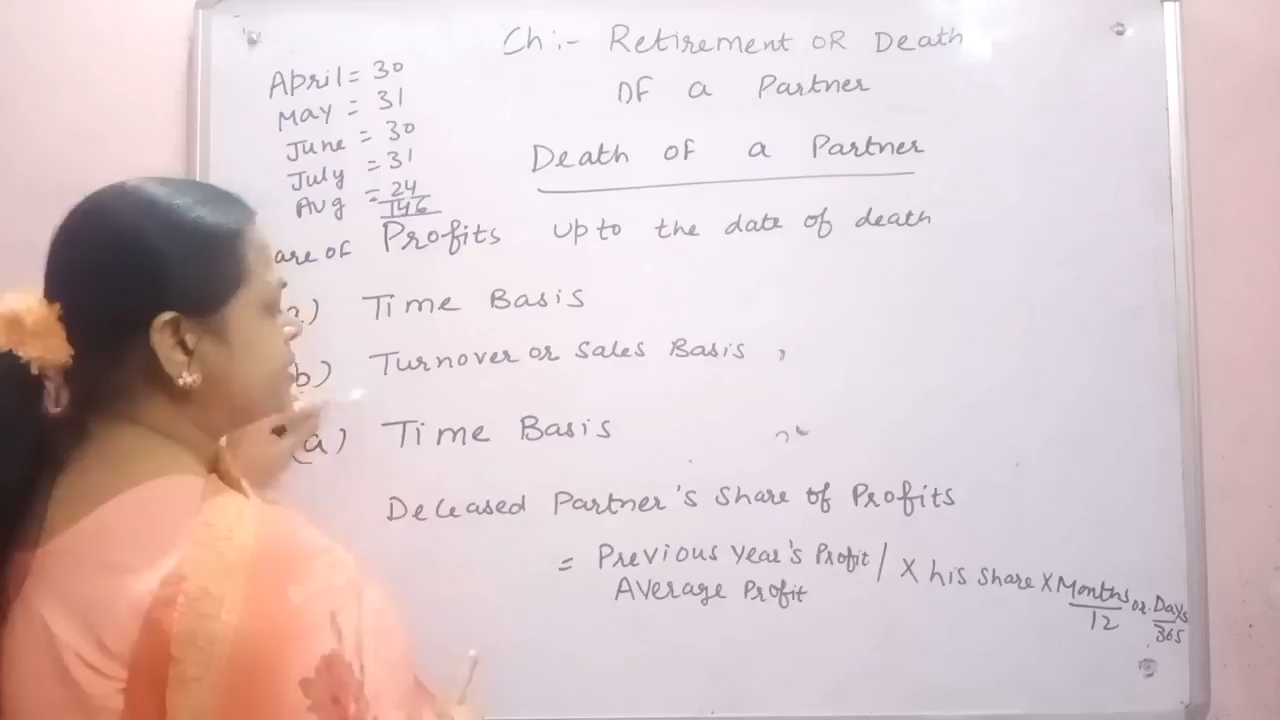 Ch:- Retirement OR Death
OF a Partner
April = 30
May = 31
June = 30
July = 31
Aug = 24
146
Death of a Partner
are of Profits upto the date of death
a) Time Basis
b) Turnover or Sales Basis
(a) Time Basis
Deceased Partner's Share of Profits
= Previous Year's Profit / Average Profit X his share X Months/12 or Days/365